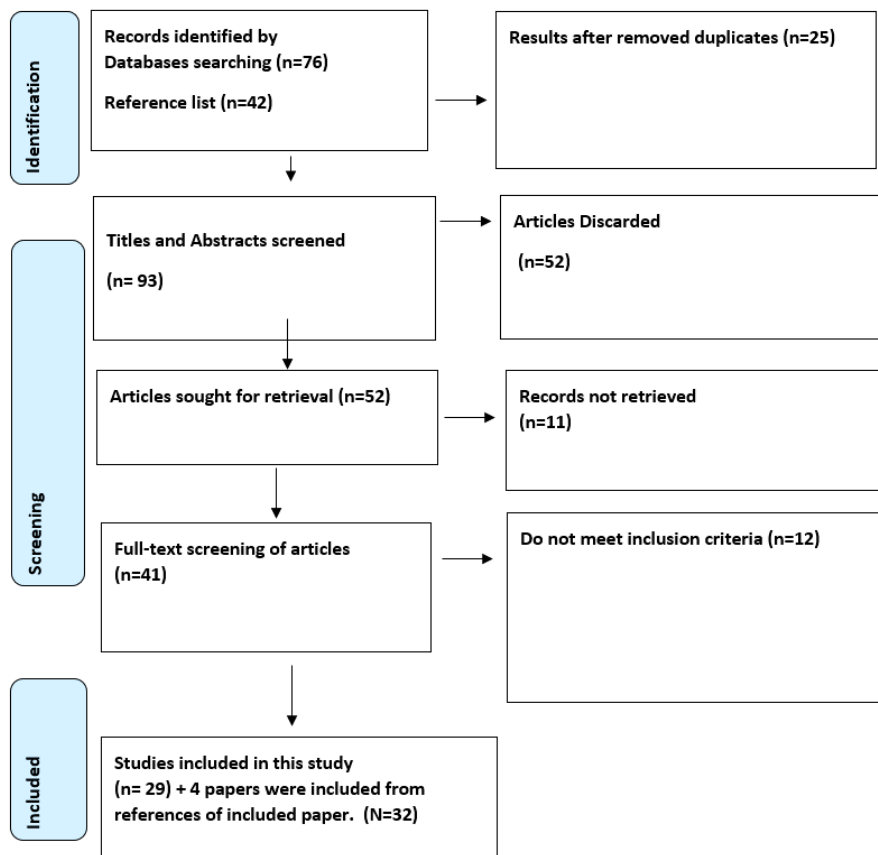 Identification
Records identified by
Databases searching (n=76)
Reference list (n=42)
Results after removed duplicates (n=25)
Screening
Titles and Abstracts screened
(n= 93)
Articles Discarded
(n=52)
Articles sought for retrieval (n=52)
Records not retrieved
(n=11)
Full-text screening of articles
(n=41)
Do not meet inclusion criteria (n=12)
Included
Studies included in this study
(n= 29) + 4 papers were included from
references of included paper. (N=32)